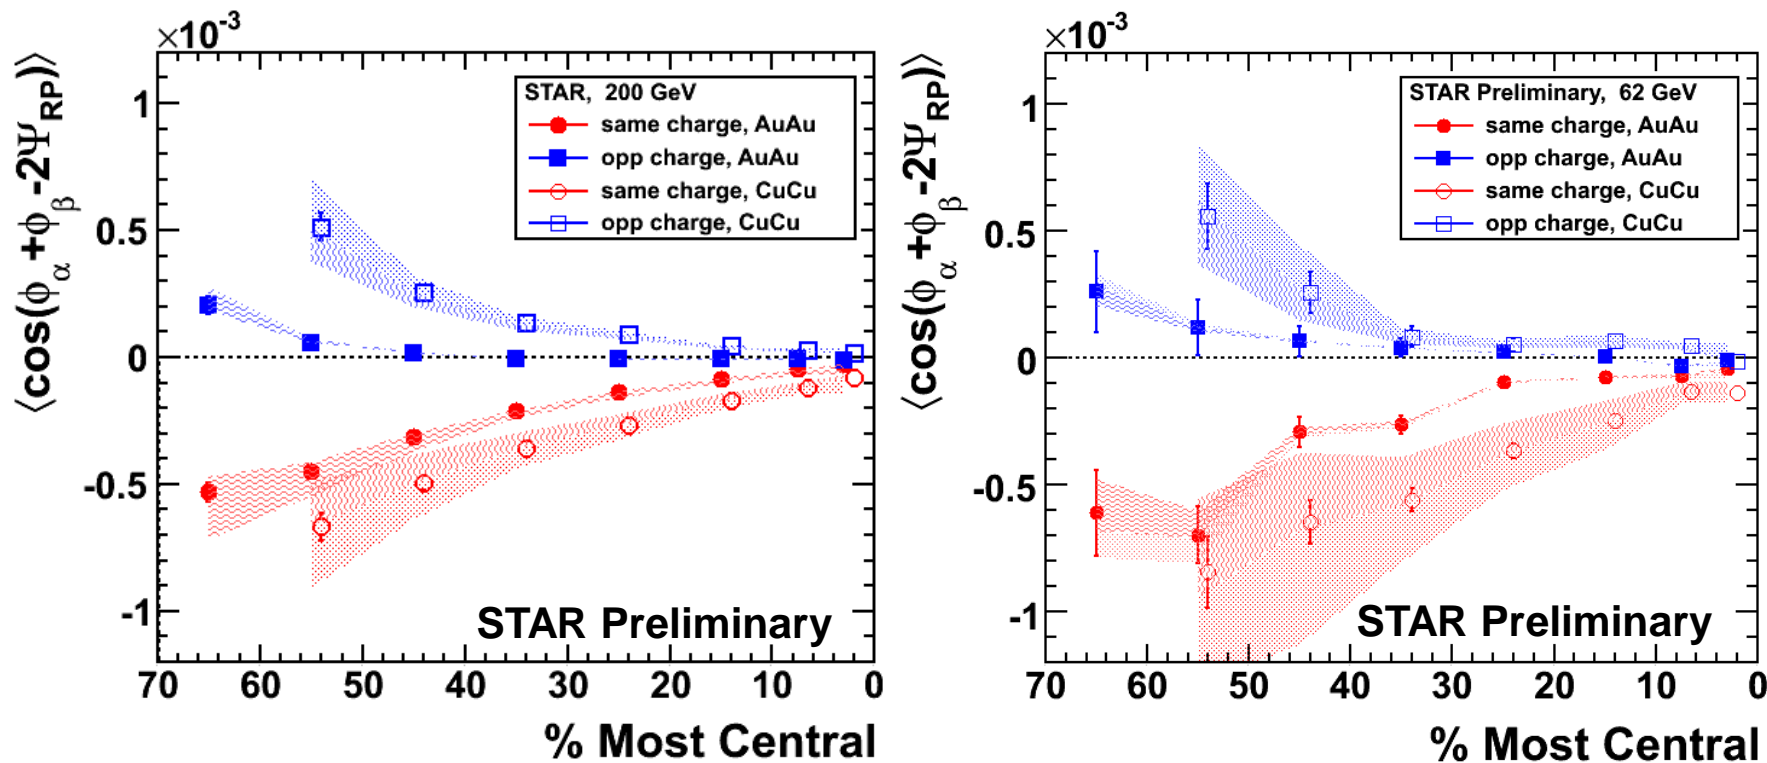 ×10⁻³
⟨cos(ϕα+ϕβ-2ΨRP)⟩
1
0.5
0
-0.5
-1
STAR, 200 GeV
same charge, AuAu
opp charge, AuAu
same charge, CuCu
opp charge, CuCu
STAR Preliminary
70 60 50 40 30 20 10 0
% Most Central
×10⁻³
⟨cos(ϕα+ϕβ-2ΨRP)⟩
1
0.5
0
-0.5
-1
STAR Preliminary, 62 GeV
same charge, AuAu
opp charge, AuAu
same charge, CuCu
opp charge, CuCu
STAR Preliminary
70 60 50 40 30 20 10 0
% Most Central